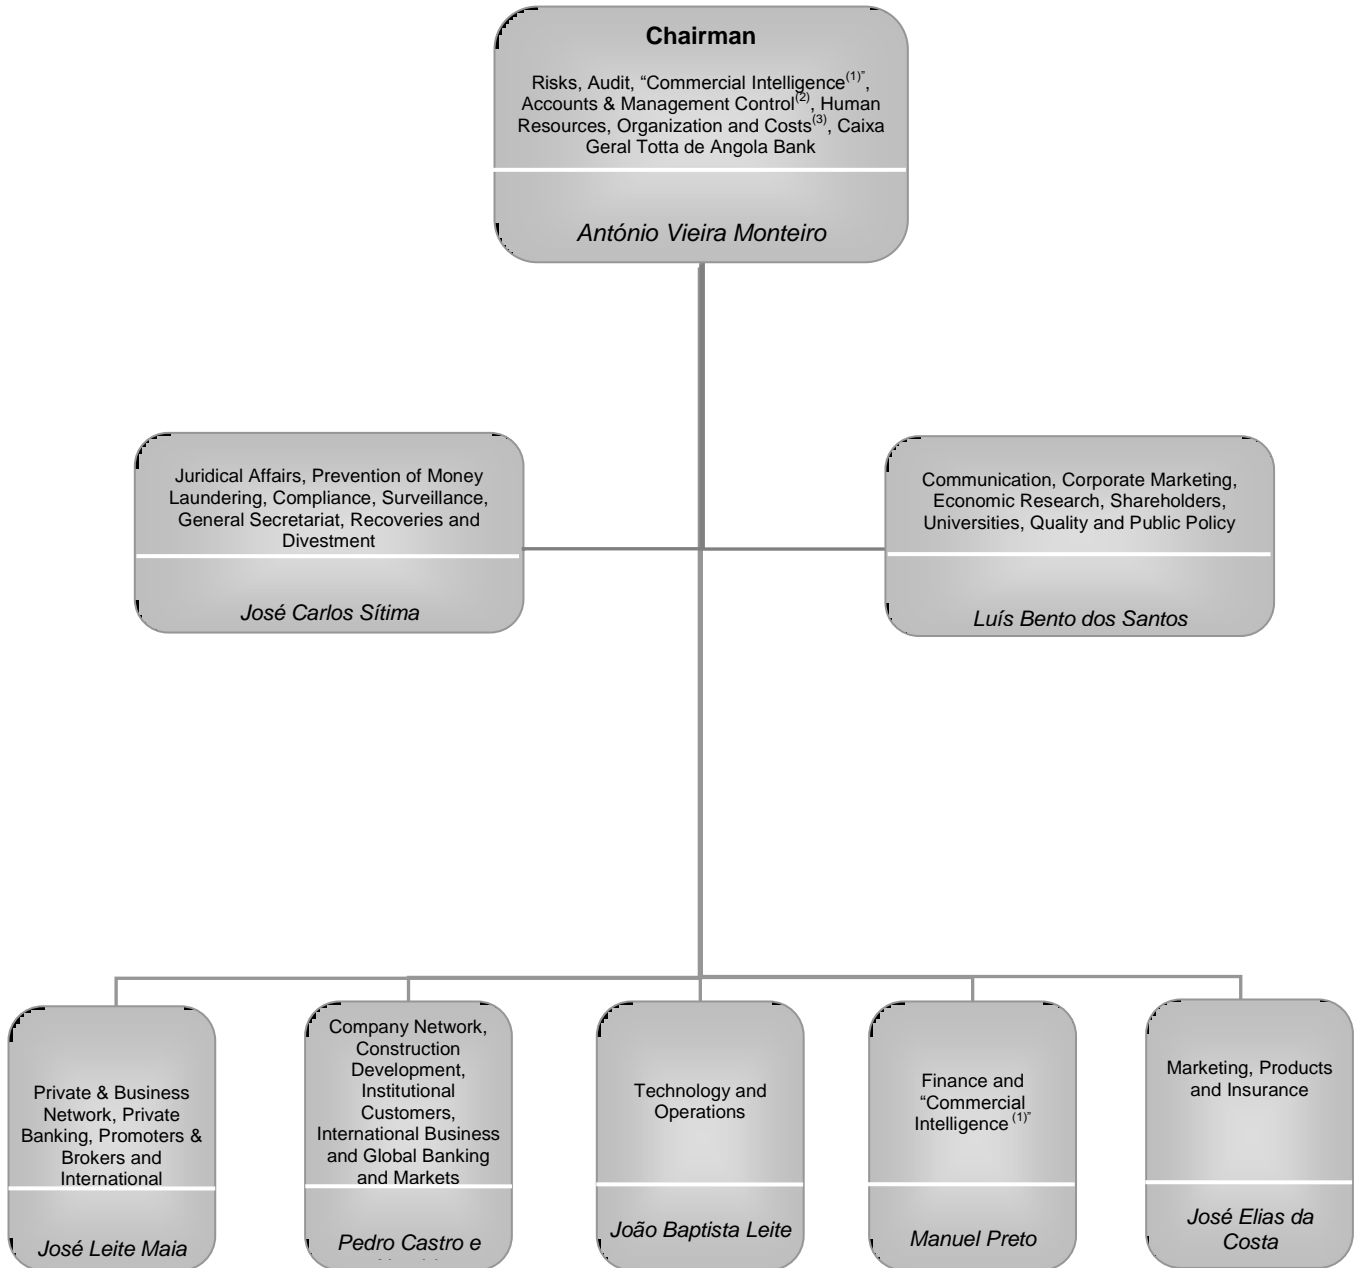 Chairman
Risks, Audit, “Commercial Intelligence(1)”,
Accounts & Management Control(2), Human
Resources, Organization and Costs(3), Caixa
Geral Totta de Angola Bank
António Vieira Monteiro
Juridical Affairs, Prevention of Money
Laundering, Compliance, Surveillance,
General Secretariat, Recoveries and
Divestment
José Carlos Sítima
Communication, Corporate Marketing,
Economic Research, Shareholders,
Universities, Quality and Public Policy
Luís Bento dos Santos
Private & Business
Network, Private
Banking, Promoters &
Brokers and
International
José Leite Maia
Company Network,
Construction
Development,
Institutional
Customers,
International Business
and Global Banking
and Markets
Pedro Castro e
Technology and
Operations
João Baptista Leite
Finance and
“Commercial
Intelligence (1)”
Manuel Preto
Marketing, Products
and Insurance
José Elias da
Costa